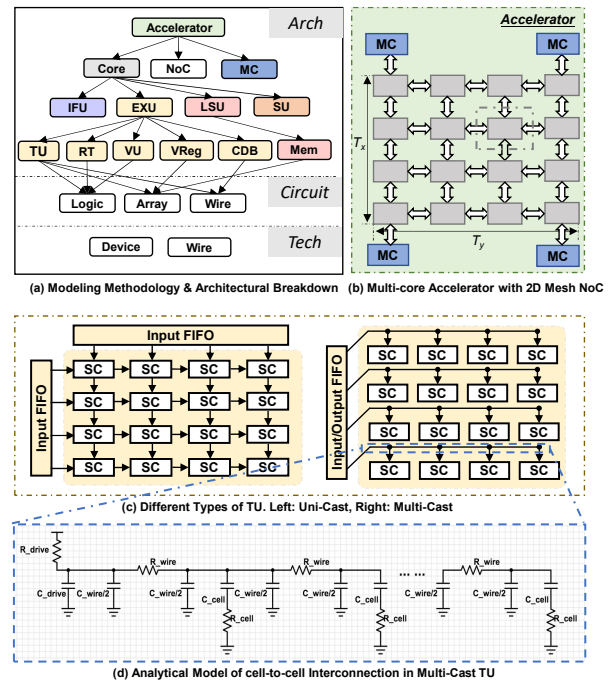 Arch
Accelerator
Core NoC MC
IFU EXU LSU SU
TU RT VU VReg CDB Mem
Circuit
Logic Array Wire
Tech
Device Wire
(a) Modeling Methodology & Architectural Breakdown
Accelerator
MC MC
T_x
T_y
MC MC
(b) Multi-core Accelerator with 2D Mesh NoC
Input FIFO
Input FIFO
SC SC SC SC
SC SC SC SC
SC SC SC SC
SC SC SC SC
Input/Output FIFO
SC SC SC SC
SC SC SC SC
SC SC SC SC
SC SC SC SC
(c) Different Types of TU. Left: Uni-Cast, Right: Multi-Cast
R_drive
R_wire R_wire R_wire
... ...
C_drive C_wire/2 C_wire/2 C_cell C_wire/2 C_wire/2 C_cell C_wire/2 C_wire/2 C_cell
R_cell R_cell R_cell
(d) Analytical Model of cell-to-cell Interconnection in Multi-Cast TU